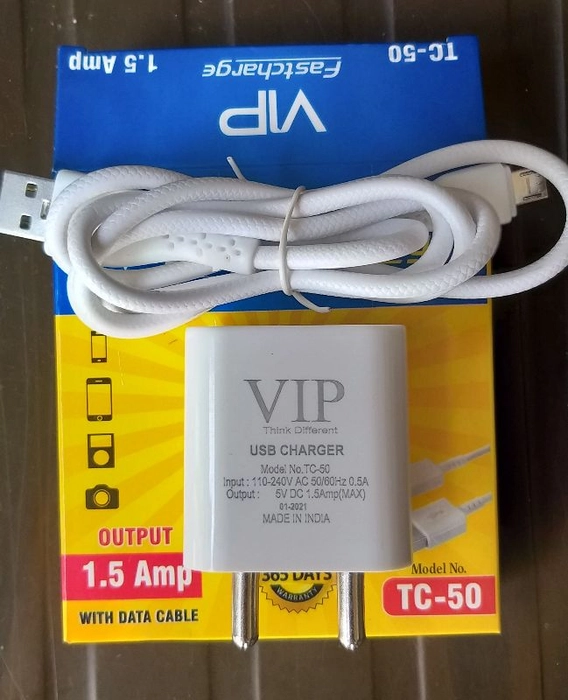 TC-50
1.5 Amp
Fastcharge
VIP
VIP
Think Different
USB CHARGER
Model No.TC-50
Input : 110-240V AC 50/60Hz 0.5A
Output : 5V DC 1.5Amp(MAX)
01-2021
MADE IN INDIA
OUTPUT
1.5 Amp
WITH DATA CABLE
365 DAYS
WARRANTY
Model No.
TC-50